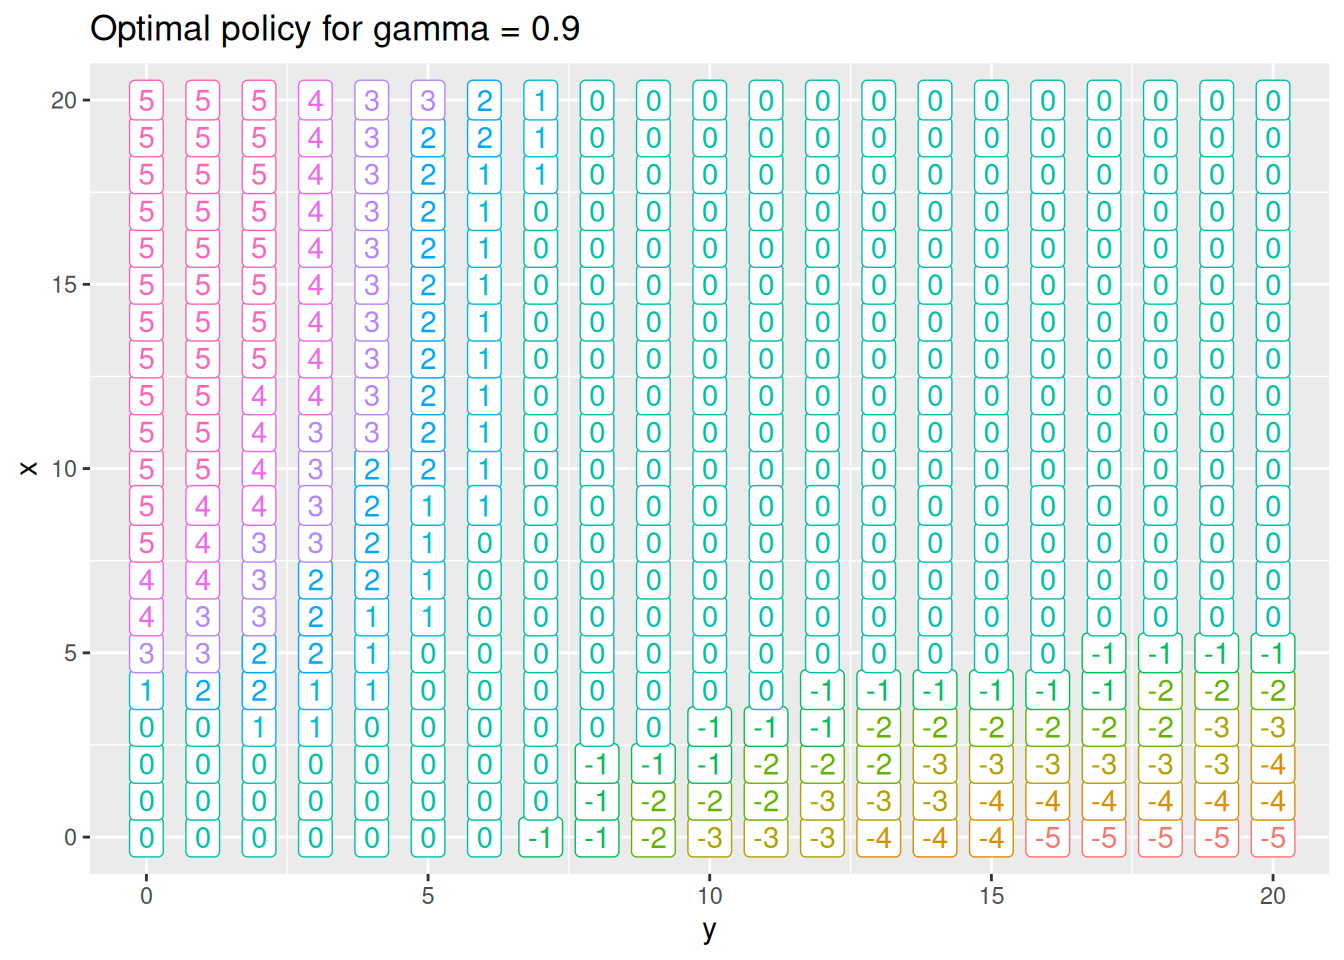 Optimal policy for gamma = 0.9
20 5 5 5 4 3 3 2 1 0 0 0 0 0 0 0 0 0 0 0 0 0
5 5 5 4 3 2 2 1 0 0 0 0 0 0 0 0 0 0 0 0 0
5 5 5 4 3 2 1 1 0 0 0 0 0 0 0 0 0 0 0 0 0
5 5 5 4 3 2 1 0 0 0 0 0 0 0 0 0 0 0 0 0 0
5 5 5 4 3 2 1 0 0 0 0 0 0 0 0 0 0 0 0 0 0
15 5 5 5 4 3 2 1 0 0 0 0 0 0 0 0 0 0 0 0 0 0
5 5 5 4 3 2 1 0 0 0 0 0 0 0 0 0 0 0 0 0 0
5 5 5 4 3 2 1 0 0 0 0 0 0 0 0 0 0 0 0 0 0
5 5 4 4 3 2 1 0 0 0 0 0 0 0 0 0 0 0 0 0 0
5 5 4 3 3 2 1 0 0 0 0 0 0 0 0 0 0 0 0 0 0
x 10 5 5 4 3 2 2 1 0 0 0 0 0 0 0 0 0 0 0 0 0 0
5 4 4 3 2 1 1 0 0 0 0 0 0 0 0 0 0 0 0 0 0
5 4 3 3 2 1 0 0 0 0 0 0 0 0 0 0 0 0 0 0 0
4 4 3 2 2 1 0 0 0 0 0 0 0 0 0 0 0 0 0 0 0
4 3 3 2 1 1 0 0 0 0 0 0 0 0 0 0 0 0 0 0 0
5 3 3 2 2 1 0 0 0 0 0 0 0 0 0 0 0 0 -1 -1 -1 -1
1 2 2 1 1 0 0 0 0 0 0 0 -1 -1 -1 -1 -1 -1 -2 -2 -2
0 0 1 1 0 0 0 0 0 0 -1 -1 -1 -2 -2 -2 -2 -2 -2 -3 -3
0 0 0 0 0 0 0 0 -1 -1 -1 -2 -2 -2 -3 -3 -3 -3 -3 -3 -4
0 0 0 0 0 0 0 0 -1 -2 -2 -2 -3 -3 -3 -4 -4 -4 -4 -4 -4
0 0 0 0 0 0 0 0 -1 -1 -2 -3 -3 -3 -4 -4 -4 -5 -5 -5 -5 -5
0 5 10 15 20
y